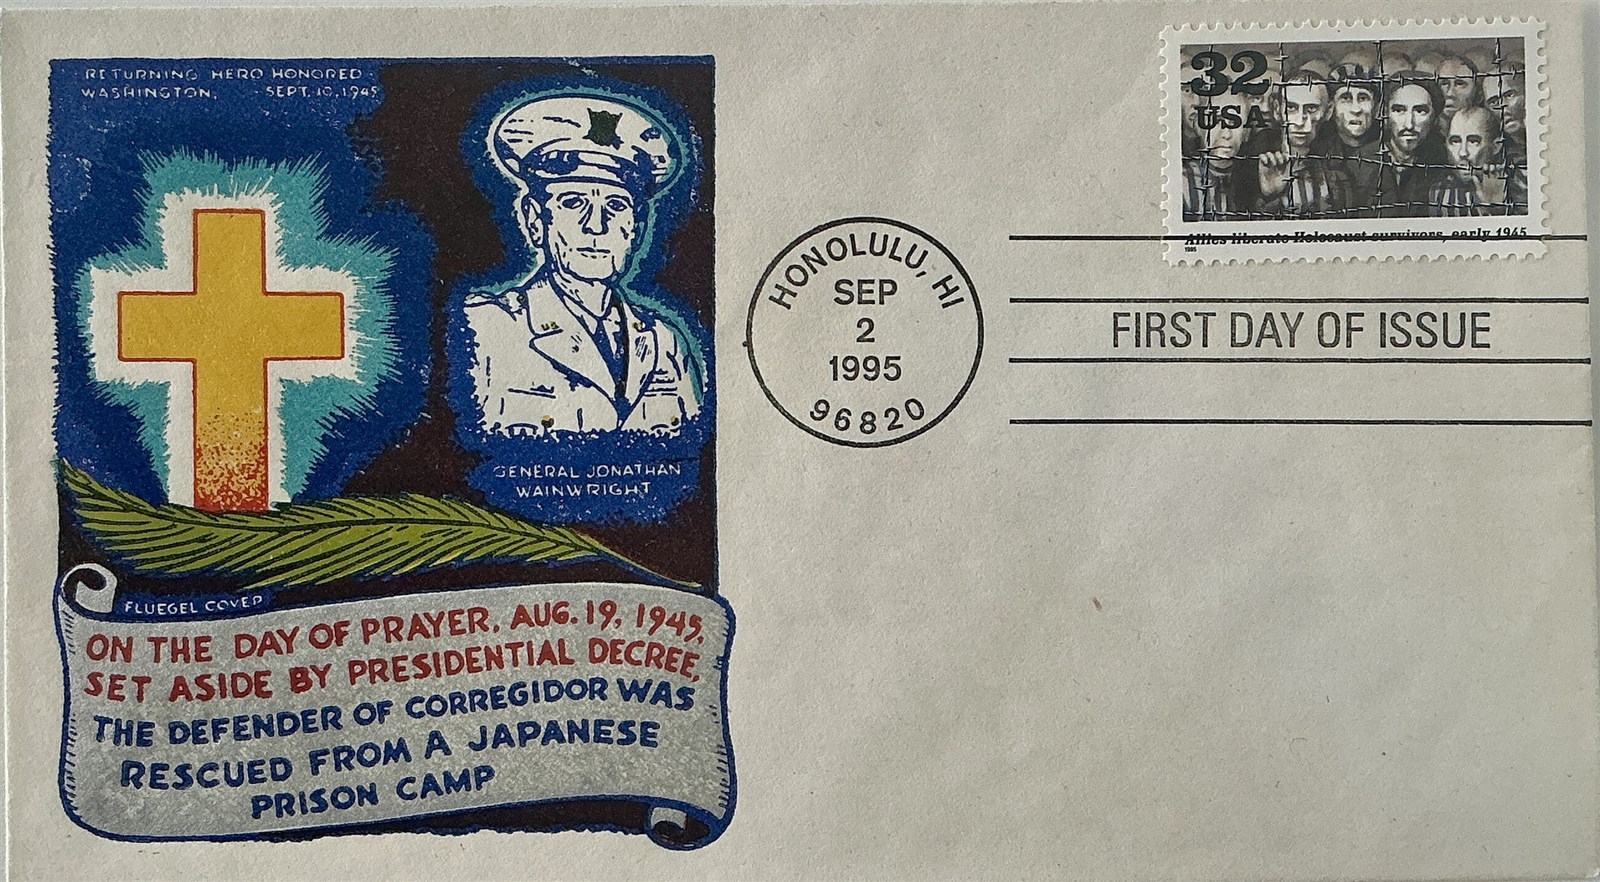 RETURNING HERO HONORED
WASHINGTON, SEPT. 10, 1945
GENERAL JONATHAN
WAINWRIGHT
FLUEGEL COVER
ON THE DAY OF PRAYER, AUG. 19, 1945,
SET ASIDE BY PRESIDENTIAL DECREE,
THE DEFENDER OF CORREGIDOR WAS
RESCUED FROM A JAPANESE
PRISON CAMP
HONOLULU, HI
SEP
2
1995
96820
32
USA
Allies liberate Holocaust survivors, early 1945
1995
FIRST DAY OF ISSUE